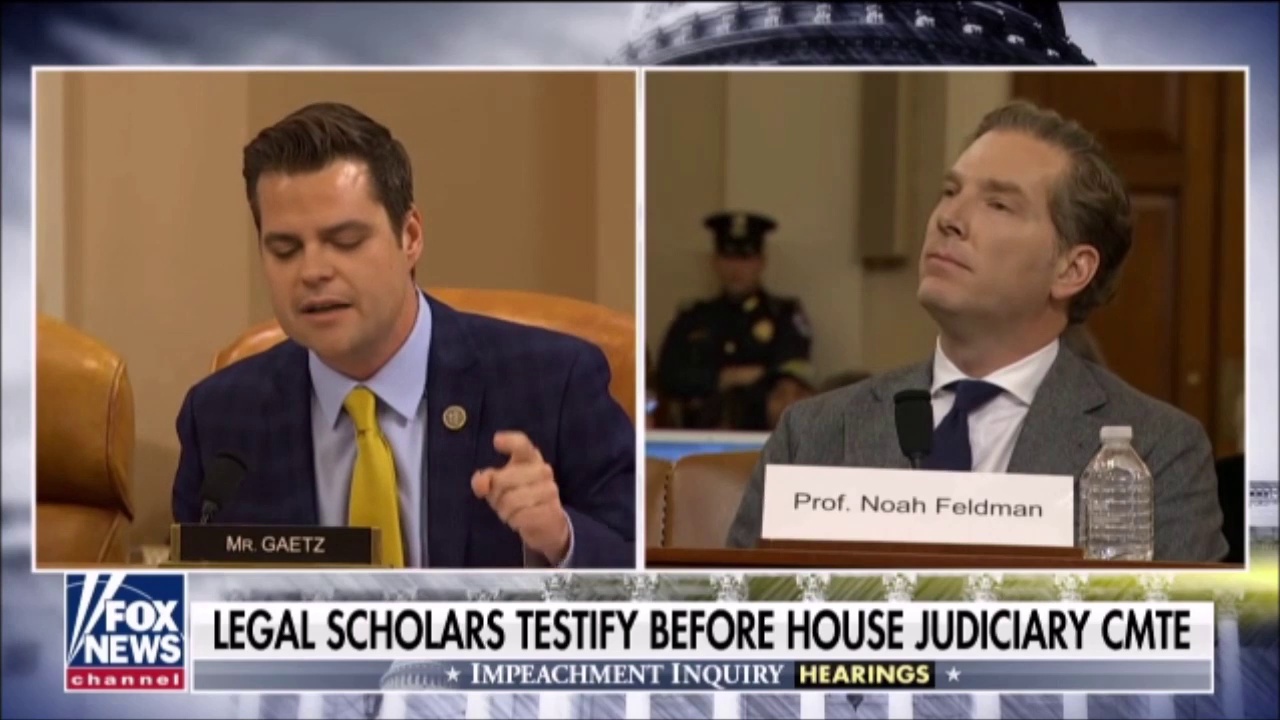 MR. GAETZ
Prof. Noah Feldman
FOX
NEWS
channel
LEGAL SCHOLARS TESTIFY BEFORE HOUSE JUDICIARY CMTE
IMPEACHMENT INQUIRY HEARINGS